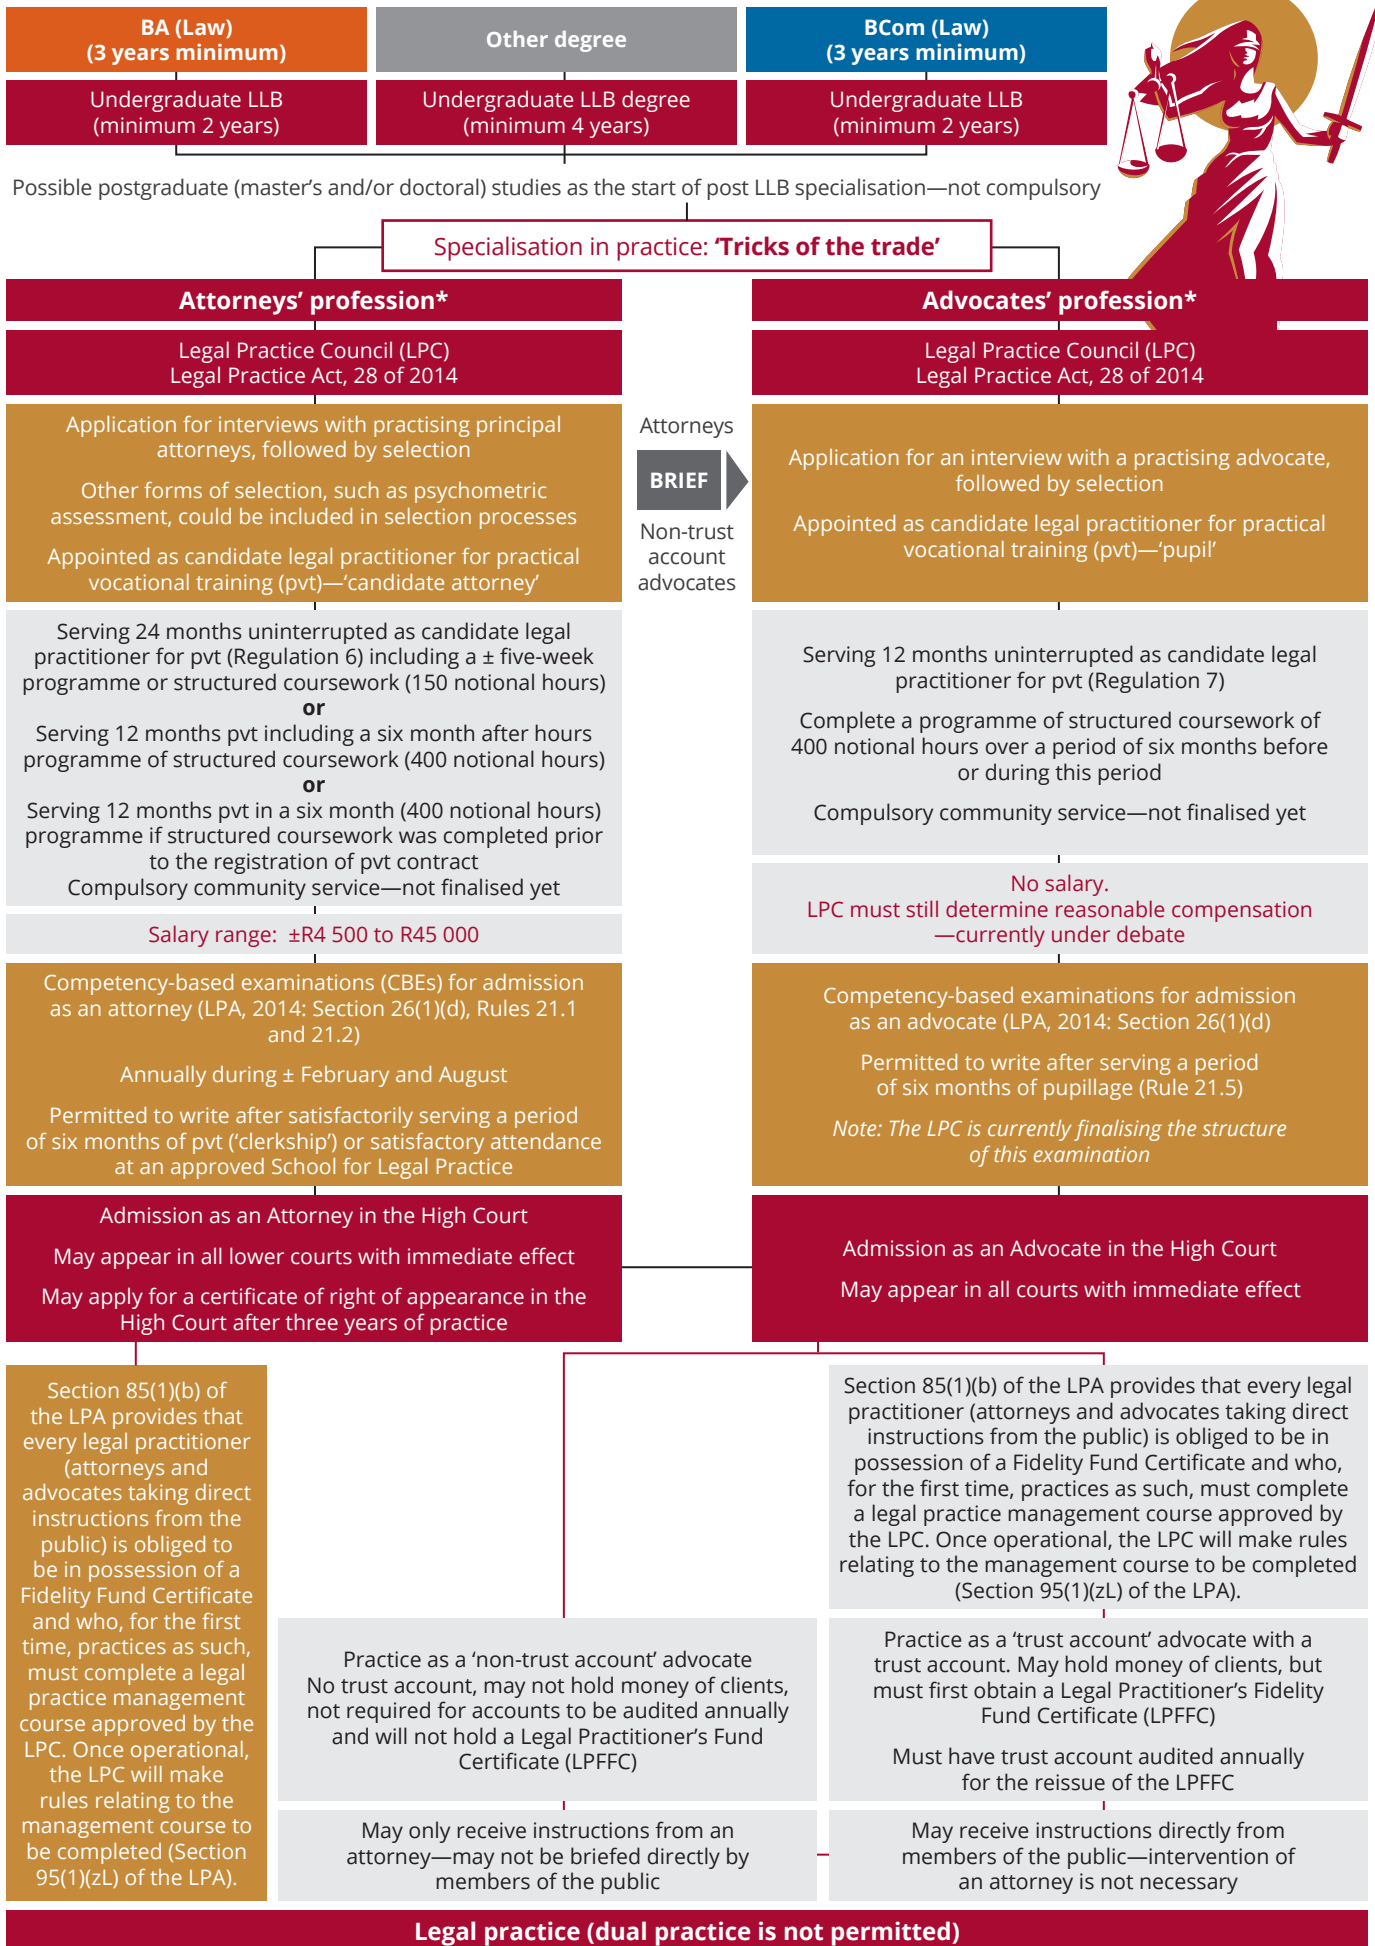 BA (Law)
(3 years minimum)
Other degree
BCom (Law)
(3 years minimum)
Undergraduate LLB
(minimum 2 years)
Undergraduate LLB degree
(minimum 4 years)
Undergraduate LLB
(minimum 2 years)
Possible postgraduate (master’s and/or doctoral) studies as the start of post LLB specialisation—not compulsory
Specialisation in practice: ‘Tricks of the trade’
Attorneys’ profession*
Legal Practice Council (LPC)
Legal Practice Act, 28 of 2014
Application for interviews with practising principal
attorneys, followed by selection
Other forms of selection, such as psychometric
assessment, could be included in selection processes
Appointed as candidate legal practitioner for practical
vocational training (pvt)—‘candidate attorney’
Serving 24 months uninterrupted as candidate legal
practitioner for pvt (Regulation 6) including a ± five-week
programme or structured coursework (150 notional hours)
or
Serving 12 months pvt including a six month after hours
programme of structured coursework (400 notional hours)
or
Serving 12 months pvt in a six month (400 notional hours)
programme if structured coursework was completed prior
to the registration of pvt contract
Compulsory community service—not finalised yet
Salary range: ±R4 500 to R45 000
Competency-based examinations (CBEs) for admission
as an attorney (LPA, 2014: Section 26(1)(d), Rules 21.1
and 21.2)
Annually during ± February and August
Permitted to write after satisfactorily serving a period
of six months of pvt (‘clerkship’) or satisfactory attendance
at an approved School for Legal Practice
Admission as an Attorney in the High Court
May appear in all lower courts with immediate effect
May apply for a certificate of right of appearance in the
High Court after three years of practice
Attorneys
BRIEF
Non-trust
account
advocates
Advocates’ profession*
Legal Practice Council (LPC)
Legal Practice Act, 28 of 2014
Application for an interview with a practising advocate,
followed by selection
Appointed as candidate legal practitioner for practical
vocational training (pvt)—‘pupil’
Serving 12 months uninterrupted as candidate legal
practitioner for pvt (Regulation 7)
Complete a programme of structured coursework of
400 notional hours over a period of six months before
or during this period
Compulsory community service—not finalised yet
No salary.
LPC must still determine reasonable compensation
—currently under debate
Competency-based examinations for admission
as an advocate (LPA, 2014: Section 26(1)(d)
Permitted to write after serving a period
of six months of pupillage (Rule 21.5)
Note: The LPC is currently finalising the structure
of this examination
Admission as an Advocate in the High Court
May appear in all courts with immediate effect
Section 85(1)(b) of
the LPA provides that
every legal practitioner
(attorneys and
advocates taking direct
instructions from the
public) is obliged to
be in possession of a
Fidelity Fund Certificate
and who, for the first
time, practices as such,
must complete a legal
practice management
course approved by the
LPC. Once operational,
the LPC will make
rules relating to the
management course to
be completed (Section
95(1)(zL) of the LPA).
Practice as a ‘non-trust account’ advocate
No trust account, may not hold money of clients,
not required for accounts to be audited annually
and will not hold a Legal Practitioner’s Fund
Certificate (LPFFC)
May only receive instructions from an
attorney—may not be briefed directly by
members of the public
Section 85(1)(b) of the LPA provides that every legal
practitioner (attorneys and advocates taking direct
instructions from the public) is obliged to be in
possession of a Fidelity Fund Certificate and who,
for the first time, practices as such, must complete
a legal practice management course approved by
the LPC. Once operational, the LPC will make rules
relating to the management course to be completed
(Section 95(1)(zL) of the LPA).
Practice as a ‘trust account’ advocate with a
trust account. May hold money of clients, but
must first obtain a Legal Practitioner’s Fidelity
Fund Certificate (LPFFC)
Must have trust account audited annually
for the reissue of the LPFFC
May receive instructions directly from
members of the public—intervention of
an attorney is not necessary
Legal practice (dual practice is not permitted)